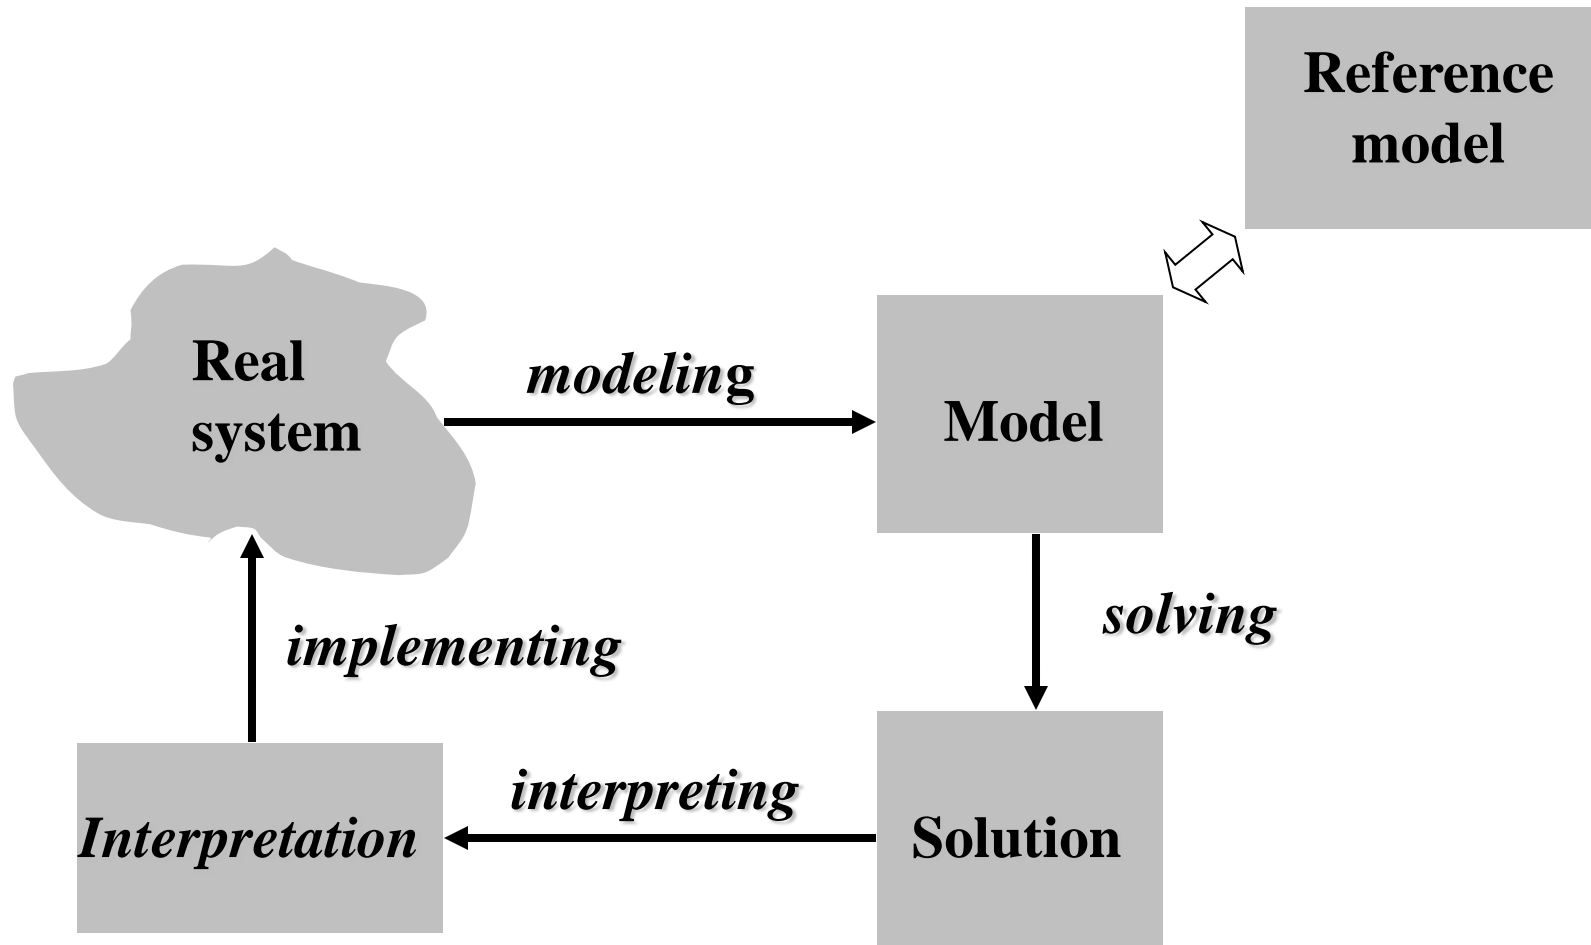 Reference
model
Real
system
modeling
Model
solving
implementing
interpreting
Interpretation
Solution